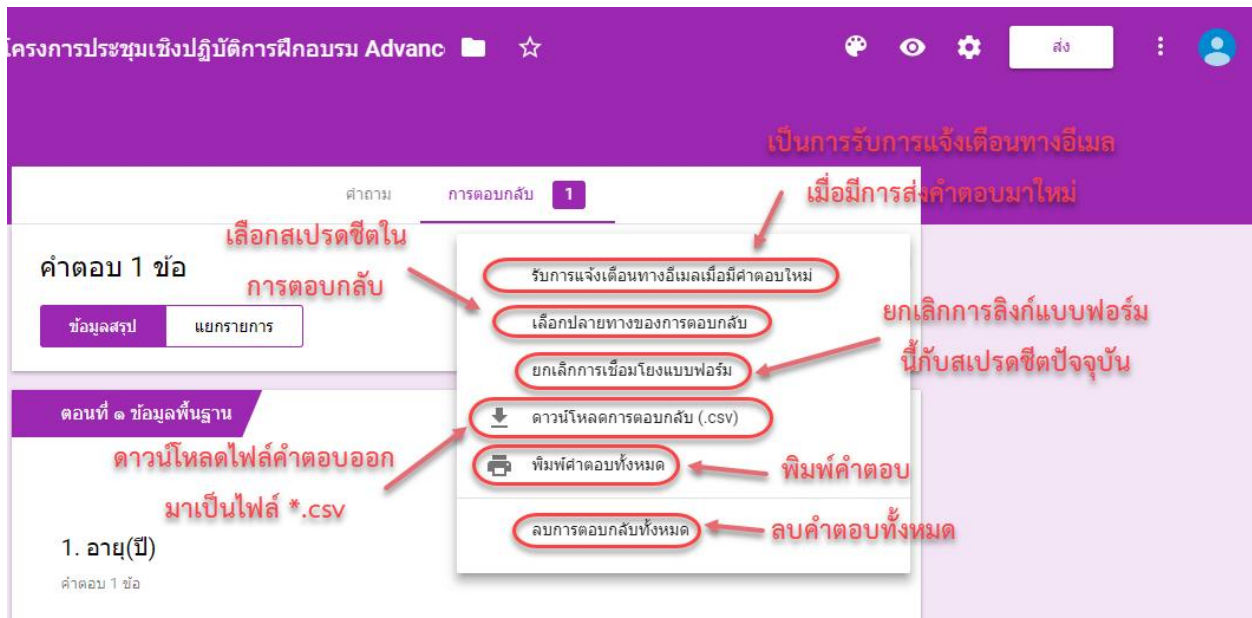 โครงการประชุมเชิงปฏิบัติการฝึกอบรม Advanc
ส่ง
เป็นการรับการแจ้งเตือนทางอีเมล
เมื่อมีการส่งคำตอบมาใหม่
คำถาม
การตอบกลับ 1
เลือกสเปรดชีตใน
การตอบกลับ
คำตอบ 1 ข้อ
ข้อมูลสรุป
แยกรายการ
รับการแจ้งเตือนทางอีเมลเมื่อมีคำตอบใหม่
เลือกปลายทางของการตอบกลับ
ยกเลิกการเชื่อมโยงแบบฟอร์ม
ดาวน์โหลดการตอบกลับ (.csv)
พิมพ์คำตอบทั้งหมด
ลบการตอบกลับทั้งหมด
ยกเลิกการลิงก์แบบฟอร์ม
นี้กับสเปรดชีตปัจจุบัน
พิมพ์คำตอบ
ลบคำตอบทั้งหมด
ตอนที่ ๑ ข้อมูลพื้นฐาน
ดาวน์โหลดไฟล์คำตอบออก
มาเป็นไฟล์ *.csv
1. อายุ(ปี)
คำตอบ 1 ข้อ